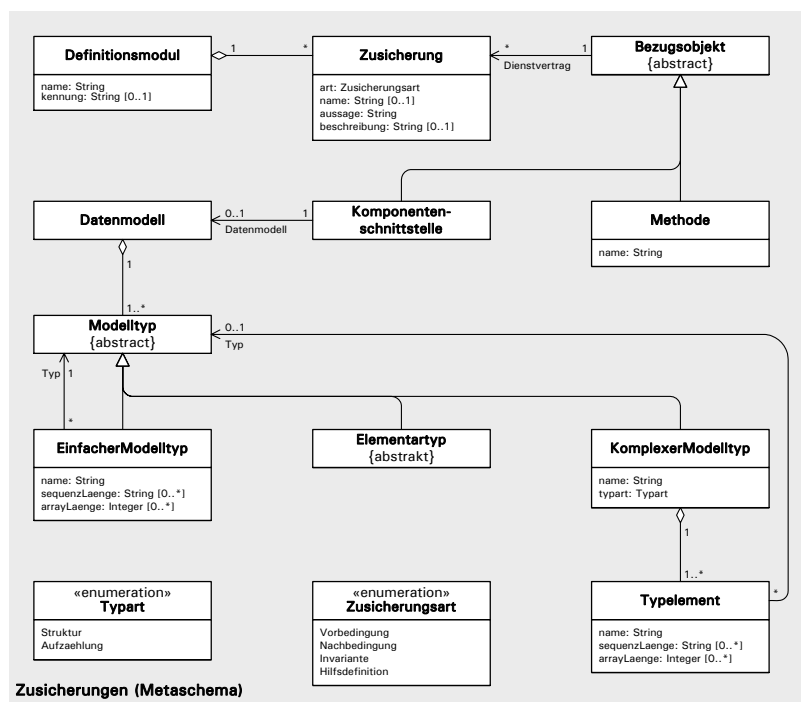 Definitionsmodul
name: String
kennung: String [0..1]
1
*
Zusicherung
art: Zusicherungsart
name: String [0..1]
aussage: String
beschreibung: String [0..1]
*
1
Dienstvertrag
Bezugsobjekt
{abstract}
Datenmodell
0..1
1
Datenmodell
Komponenten-
schnittstelle
Methode
name: String
1
1..*
Modelltyp
{abstract}
0..1
Typ
Typ
1
*
EinfacherModelltyp
name: String
sequenzLaenge: String [0..*]
arrayLaenge: Integer [0..*]
Elementartyp
{abstrakt}
KomplexerModelltyp
name: String
typart: Typart
1
1..*
*
«enumeration»
Typart
Struktur
Aufzaehlung
«enumeration»
Zusicherungsart
Vorbedingung
Nachbedingung
Invariante
Hilfsdefinition
Typelement
name: String
sequenzLaenge: String [0..*]
arrayLaenge: Integer [0..*]
Zusicherungen (Metaschema)